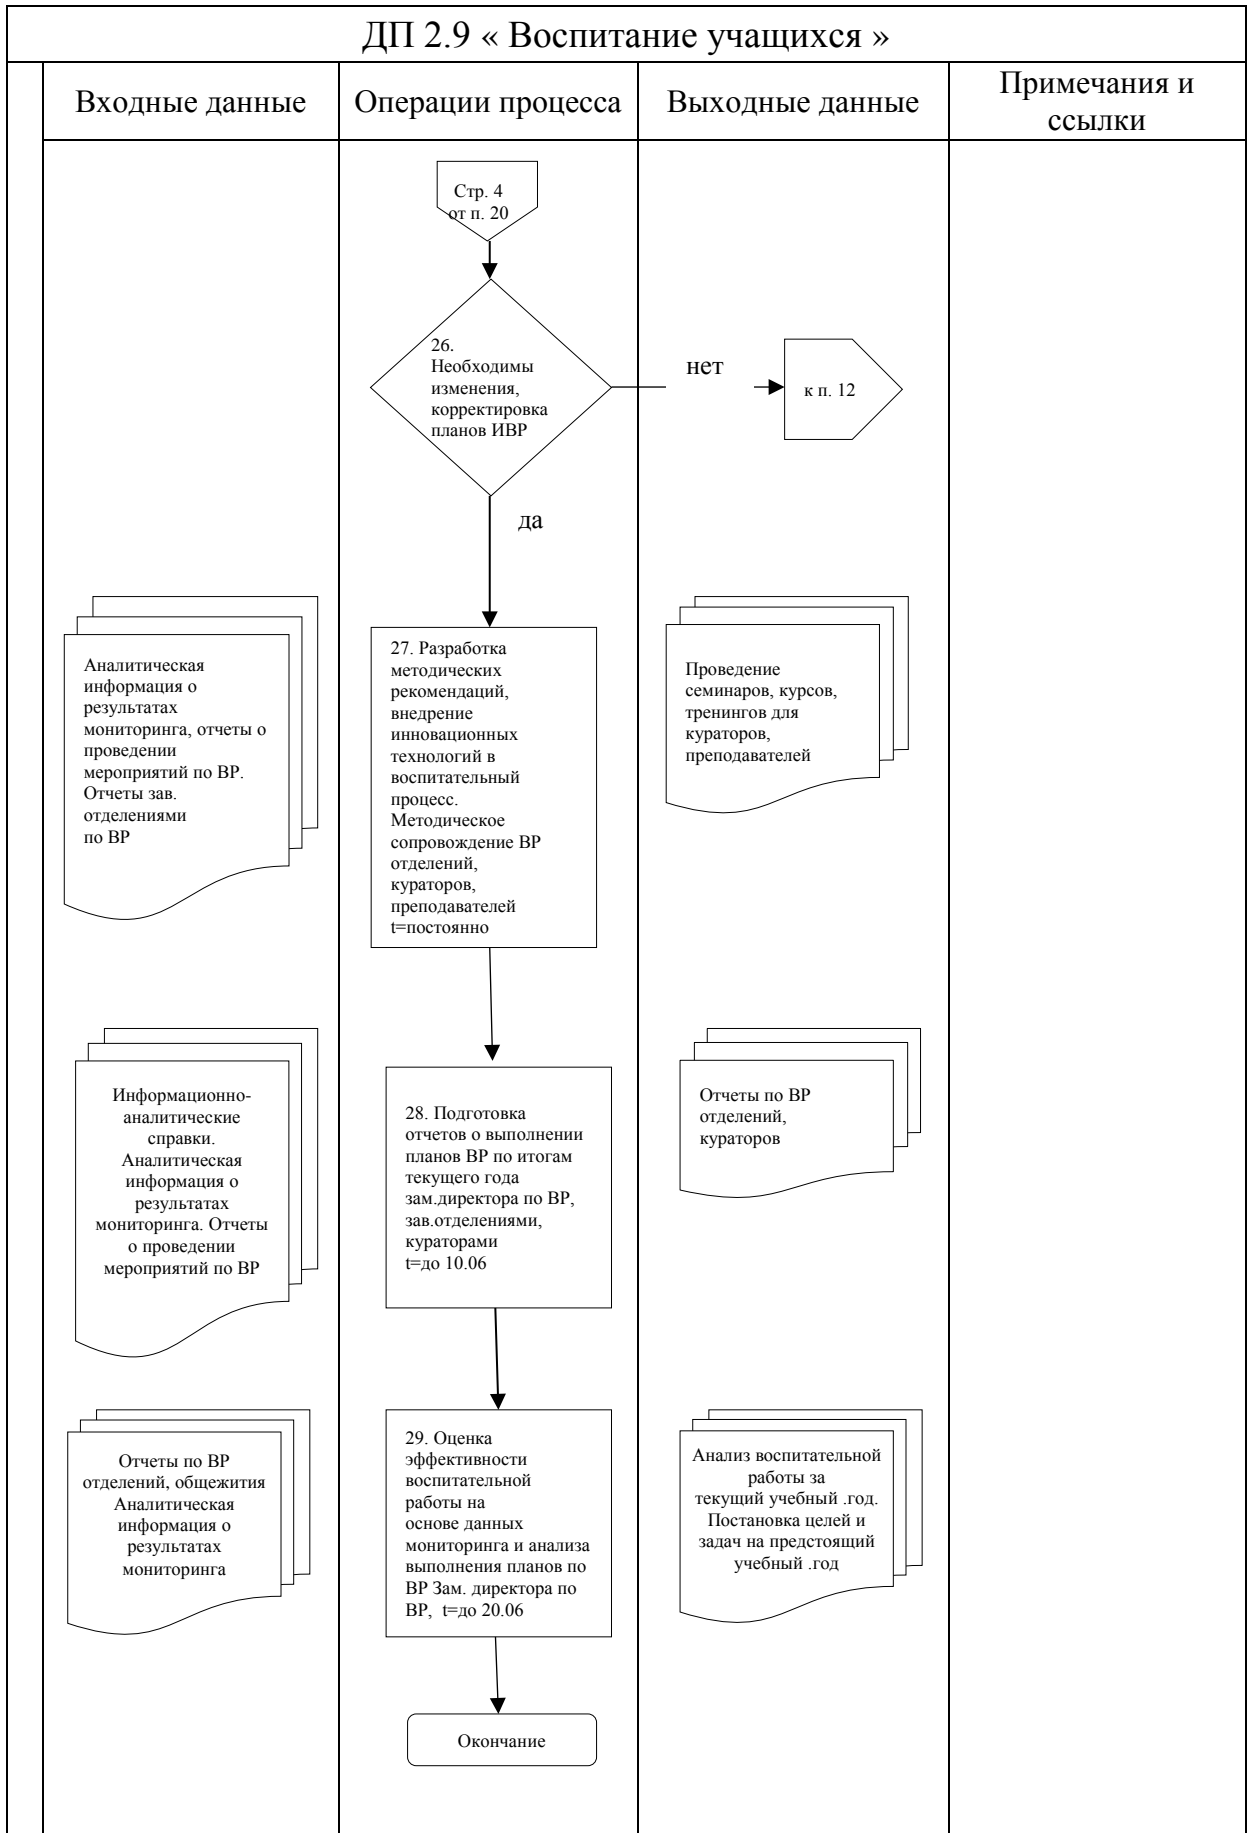 ДП 2.9 « Воспитание учащихся »
Входные данные
Операции процесса
Выходные данные
Примечания и
ссылки
Стр. 4
от п. 20
26.
Необходимы
изменения,
корректировка
планов ИВР
нет
к п. 12
да
Аналитическая
информация о
результатах
мониторинга, отчеты о
проведении
мероприятий по ВР.
Отчеты зав.
отделениями
по ВР
27. Разработка
методических
рекомендаций,
внедрение
инновационных
технологий в
воспитательный
процесс.
Методическое
сопровождение ВР
отделений,
кураторов,
преподавателей
t=постоянно
Проведение
семинаров, курсов,
тренингов для
кураторов,
преподавателей
Информационно-
аналитические
справки.
Аналитическая
информация о
результатах
мониторинга. Отчеты
о проведении
мероприятий по ВР
28. Подготовка
отчетов о выполнении
планов ВР по итогам
текущего года
зам.директора по ВР,
зав.отделениями,
кураторами
t=до 10.06
Отчеты по ВР
отделений,
кураторов
Отчеты по ВР
отделений, общежития
Аналитическая
информация о
результатах
мониторинга
29. Оценка
эффективности
воспитательной
работы на
основе данных
мониторинга и анализа
выполнения планов по
ВР Зам. директора по
ВР, t=до 20.06
Анализ воспитательной
работы за
текущий учебный .год.
Постановка целей и
задач на предстоящий
учебный .год
Окончание